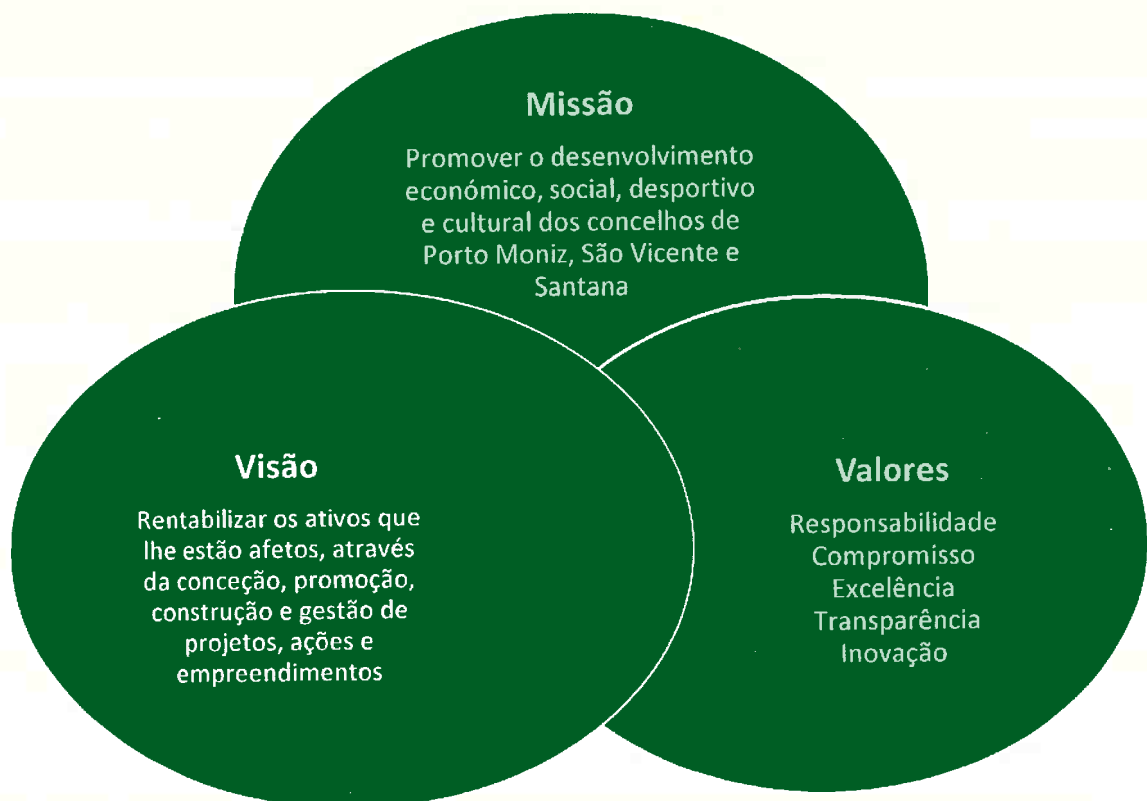 Missão
Promover o desenvolvimento
económico, social, desportivo
e cultural dos concelhos de
Porto Moniz, São Vicente e
Santana
Visão
Rentabilizar os ativos que
lhe estão afetos, através
da conceção, promoção,
construção e gestão de
projetos, ações e
empreendimentos
Valores
Responsabilidade
Compromisso
Excelência
Transparência
Inovação